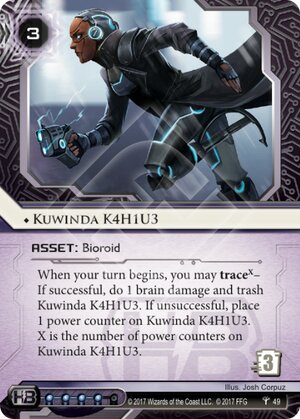 3
⬥ Kuwinda K4H1U3
ASSET: Bioroid
When your turn begins, you may traceX–
If successful, do 1 brain damage and trash
Kuwinda K4H1U3. If unsuccessful, place
1 power counter on Kuwinda K4H1U3.
X is the number of power counters on
Kuwinda K4H1U3.
3
Illus. Josh Corpuz
HB
© 2017 Wizards of the Coast LLC. © 2017 FFG
49